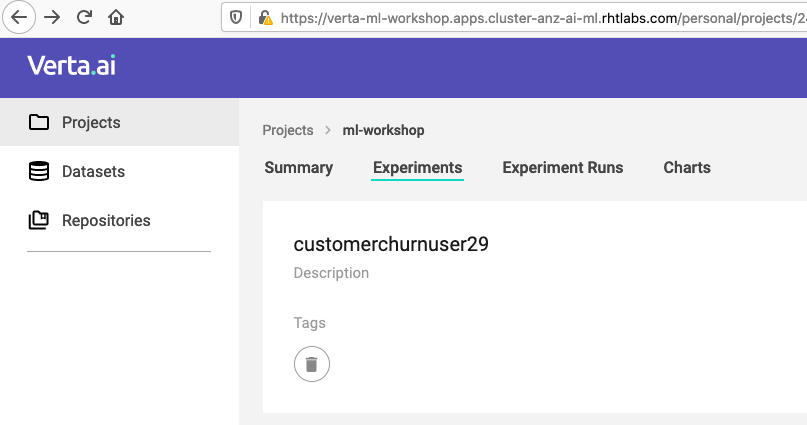 https://verta-ml-workshop.apps.cluster-anz-ai-ml.rhtlabs.com/personal/projects/2
Verta.ai
Projects
Datasets
Repositories
Projects > ml-workshop
Summary Experiments Experiment Runs Charts
customerchurnuser29
Description
Tags